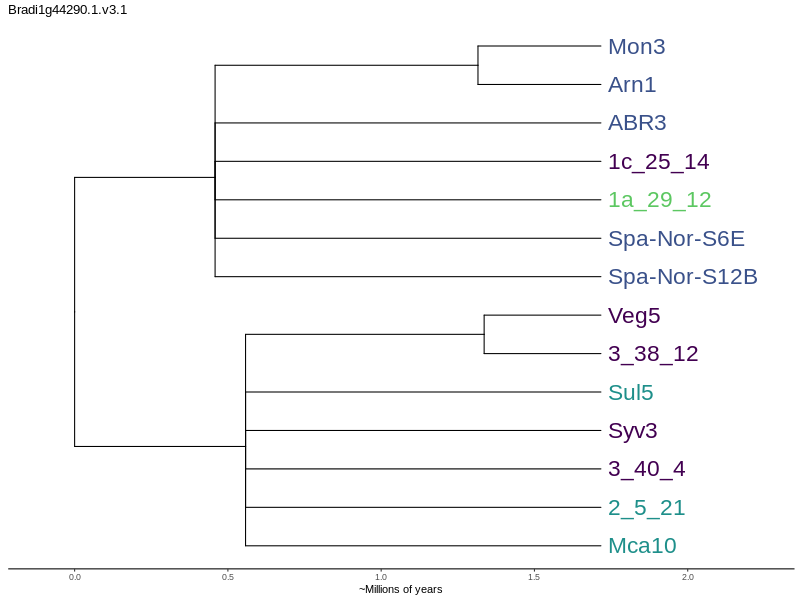 Bradi1g44290.1.v3.1
Mon3
Arn1
ABR3
1c_25_14
1a_29_12
Spa-Nor-S6E
Spa-Nor-S12B
Veg5
3_38_12
Sul5
Syv3
3_40_4
2_5_21
Mca10
0.0 0.5 1.0 1.5 2.0
~Millions of years